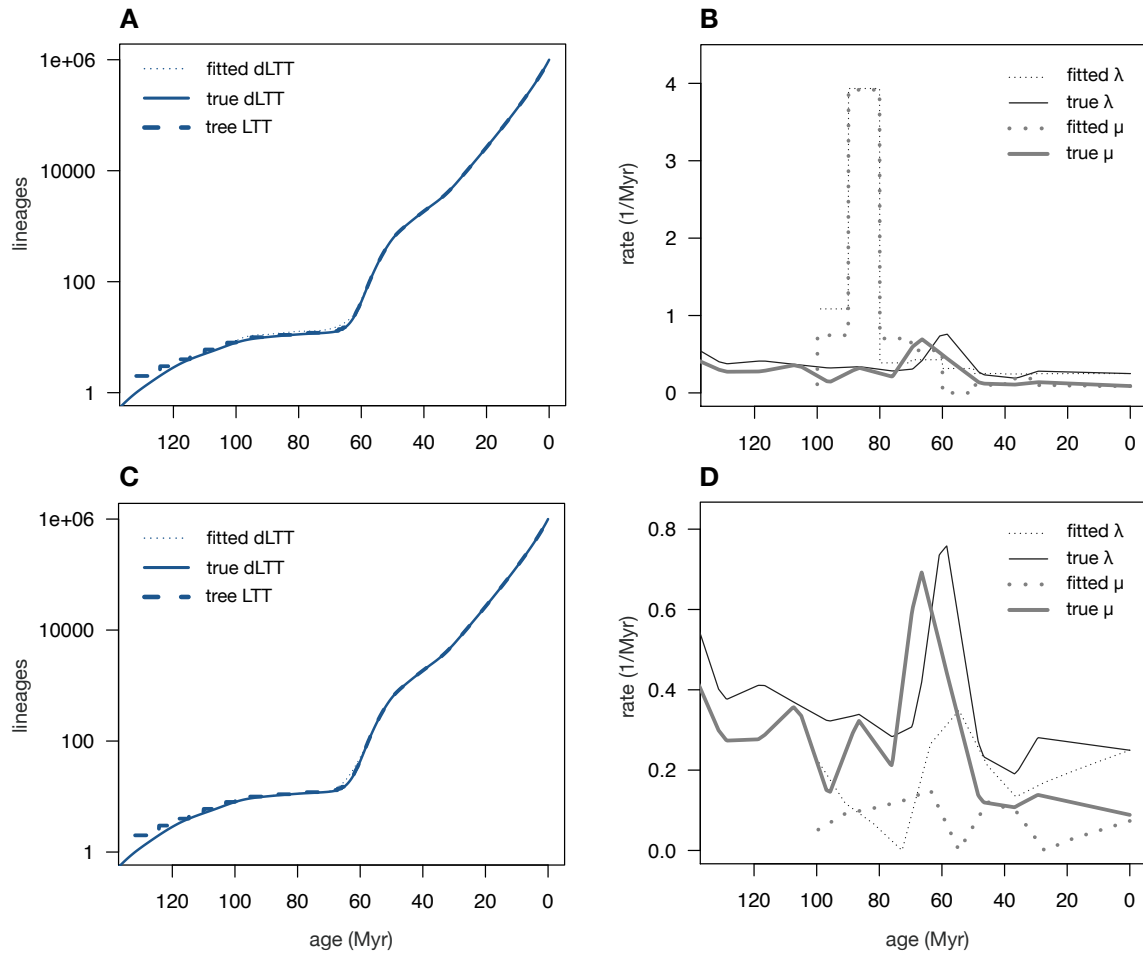 A
lineages
1e+06
10000
100
1
fitted dLTT
true dLTT
tree LTT
120 100 80 60 40 20 0
B
rate (1/Myr)
4
3
2
1
0
fitted λ
true λ
fitted μ
true μ
120 100 80 60 40 20 0
C
lineages
1e+06
10000
100
1
fitted dLTT
true dLTT
tree LTT
120 100 80 60 40 20 0
age (Myr)
D
rate (1/Myr)
0.8
0.6
0.4
0.2
0.0
fitted λ
true λ
fitted μ
true μ
120 100 80 60 40 20 0
age (Myr)